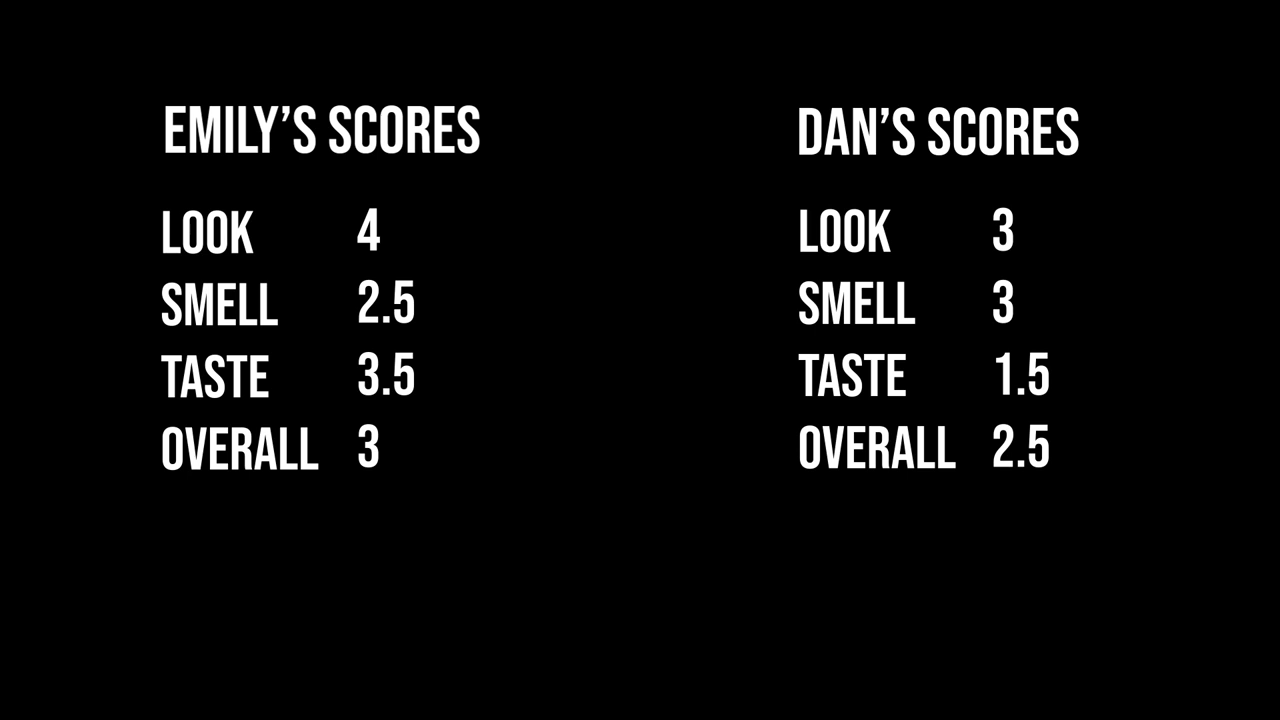 EMILY’S SCORES
LOOK 4
SMELL 2.5
TASTE 3.5
OVERALL 3
DAN’S SCORES
LOOK 3
SMELL 3
TASTE 1.5
OVERALL 2.5